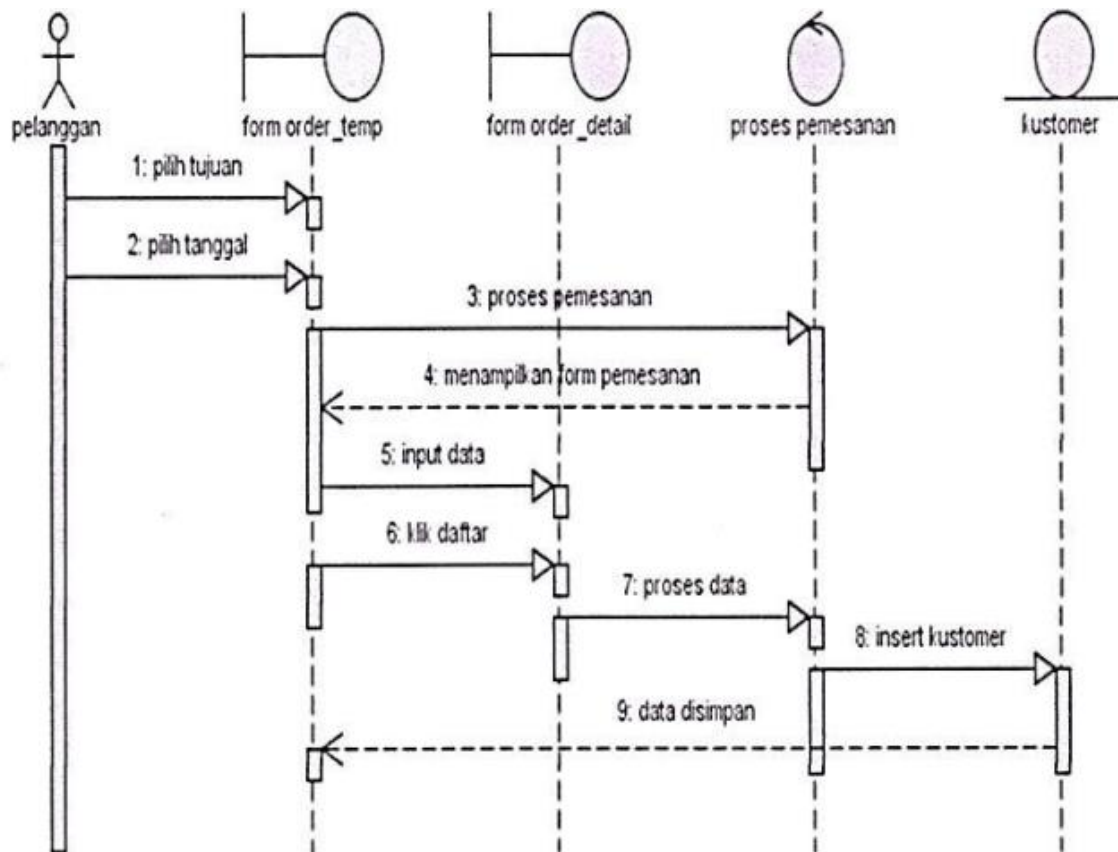 pelanggan
form order_temp
form order_detail
proses pemesanan
kustomer
1: pilih tujuan
2: pilih tanggal
3: proses pemesanan
4: menampilkan form pemesanan
5: input data
6: klik daftar
7: proses data
8: insert kustomer
9: data disimpan